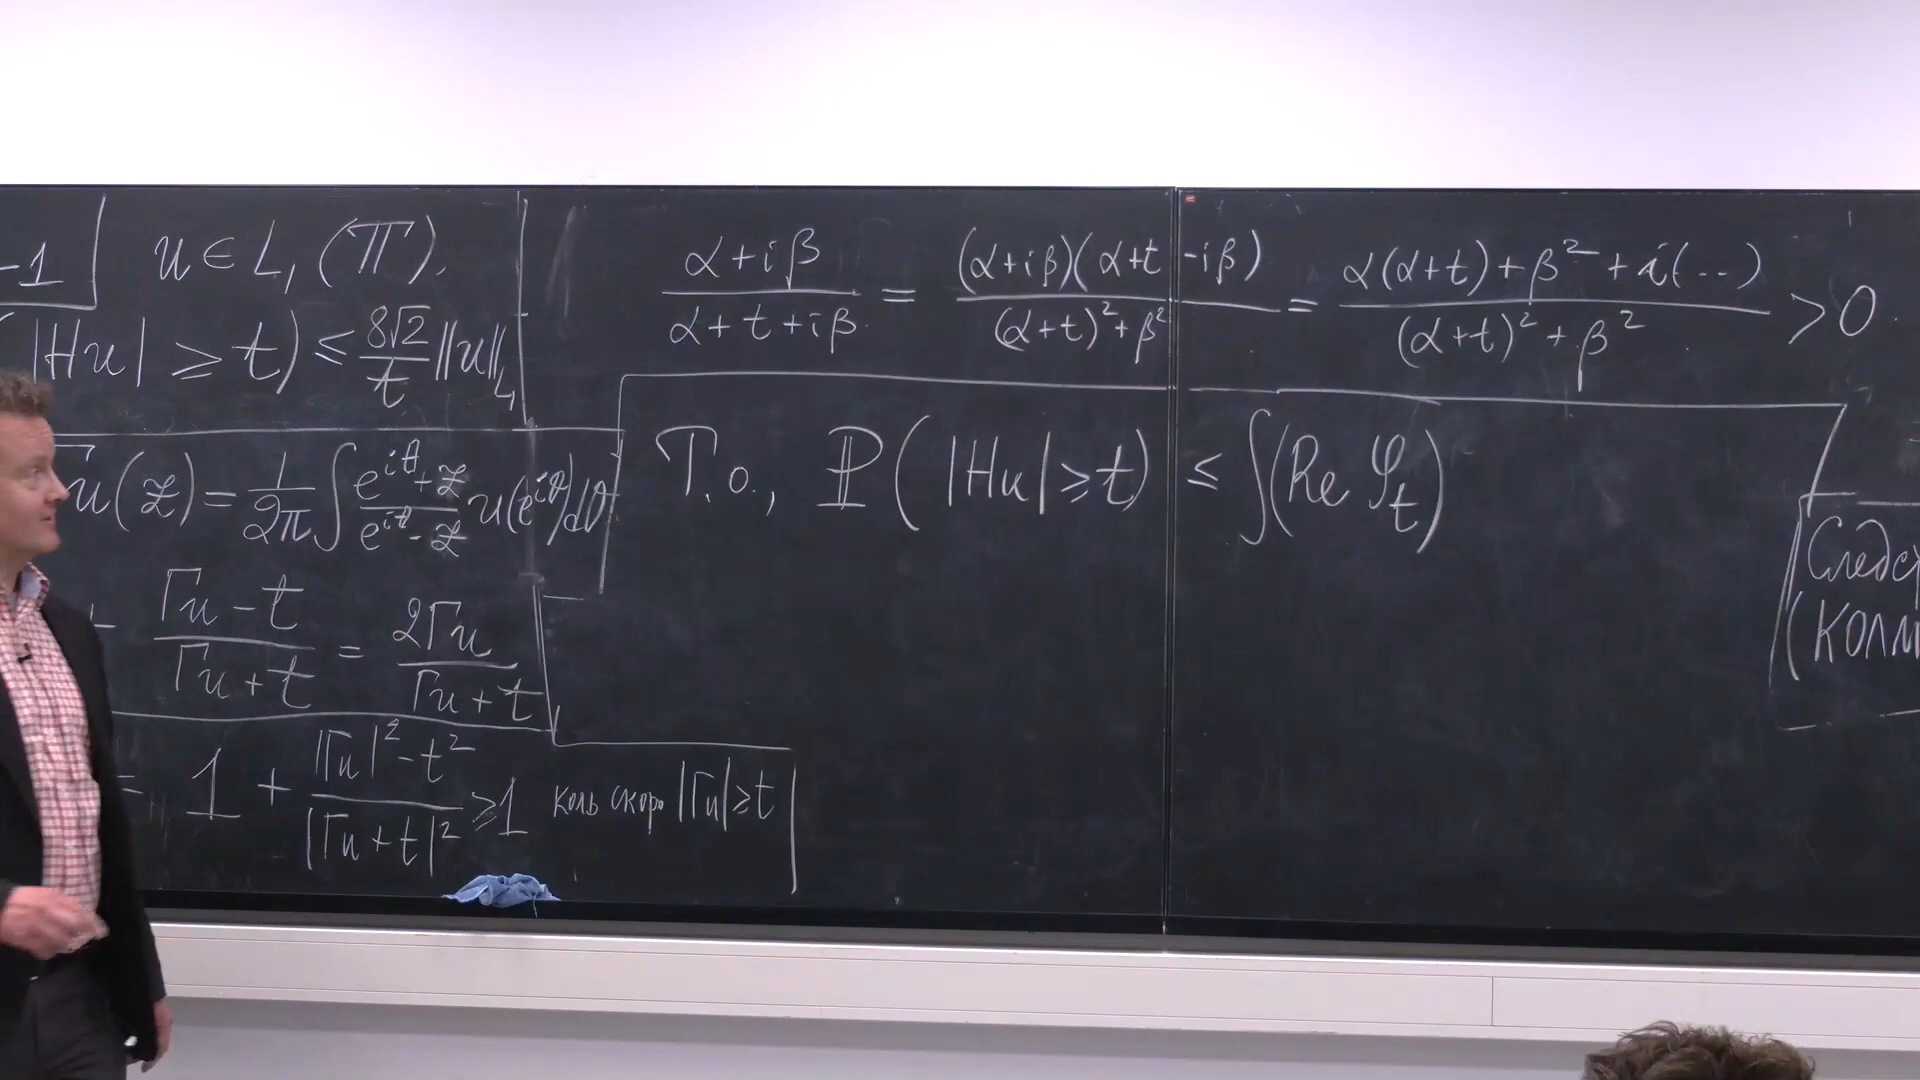 -1 u ∈ L₁(𝕋).
|Hu| ≥ t) ≤ 8√2/t ‖u‖_{L₁}
Γu(z) = 1/2π ∫ (e^{iθ}+z)/(e^{iθ}-z) u(e^{iθ})dθ
+ (Γu-t)/(Γu+t) = 2Γu/(Γu+t)
= 1 + (|Γu|²-t²)/|Γu+t|² ≥ 1 коль скоро |Γu| ≥ t
(α+iβ)/(α+t+iβ) = (α+iβ)(α+t-iβ)/((α+t)²+β²) = (α(α+t)+β²+i(..))/((α+t)²+β²) > 0.
Т.о., ℙ(|Hu| ≥ t) ≤ ∫(Re φ_t)
Следс
(Колм